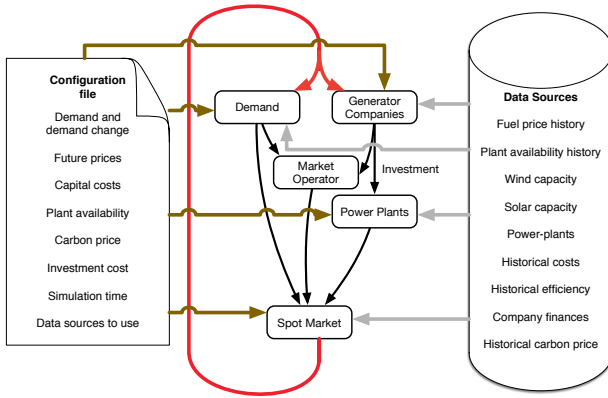 Configuration
file
Demand and
demand change
Future prices
Capital costs
Plant availability
Carbon price
Investment cost
Simulation time
Data sources to use
Demand
Generator
Companies
Market
Operator
Investment
Power Plants
Spot Market
Data Sources
Fuel price history
Plant availability history
Wind capacity
Solar capacity
Power-plants
Historical costs
Historical efficiency
Company finances
Historical carbon price